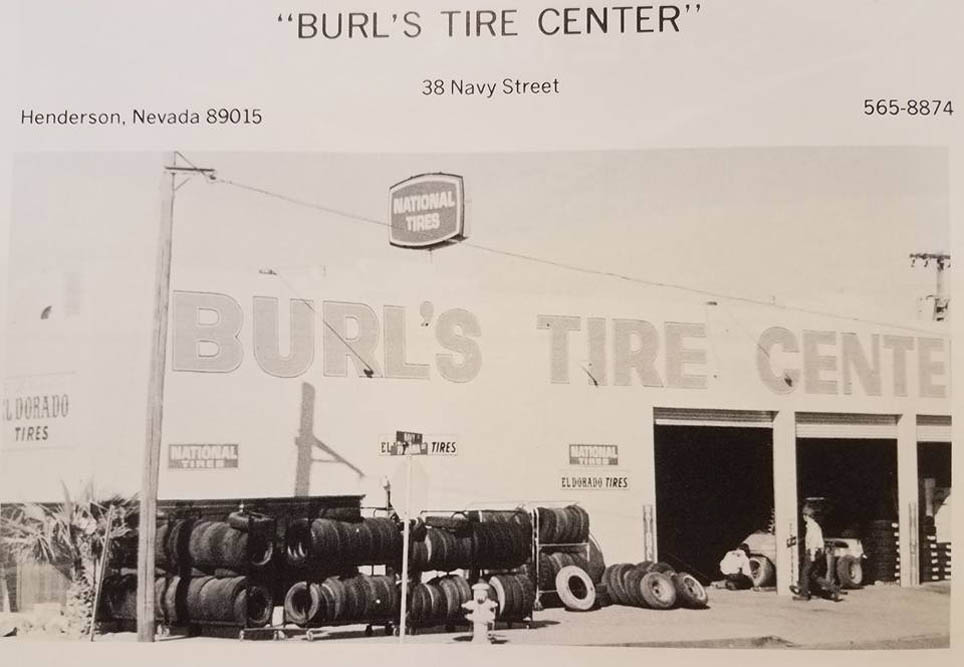 “BURL’S TIRE CENTER”
38 Navy Street
Henderson, Nevada 89015
565-8874
NATIONAL
TIRES
BURL'S TIRE CENTE
EL DORADO
TIRES
NATIONAL
TIRES
EL TIRES
NATIONAL
TIRES
EL DORADO TIRES